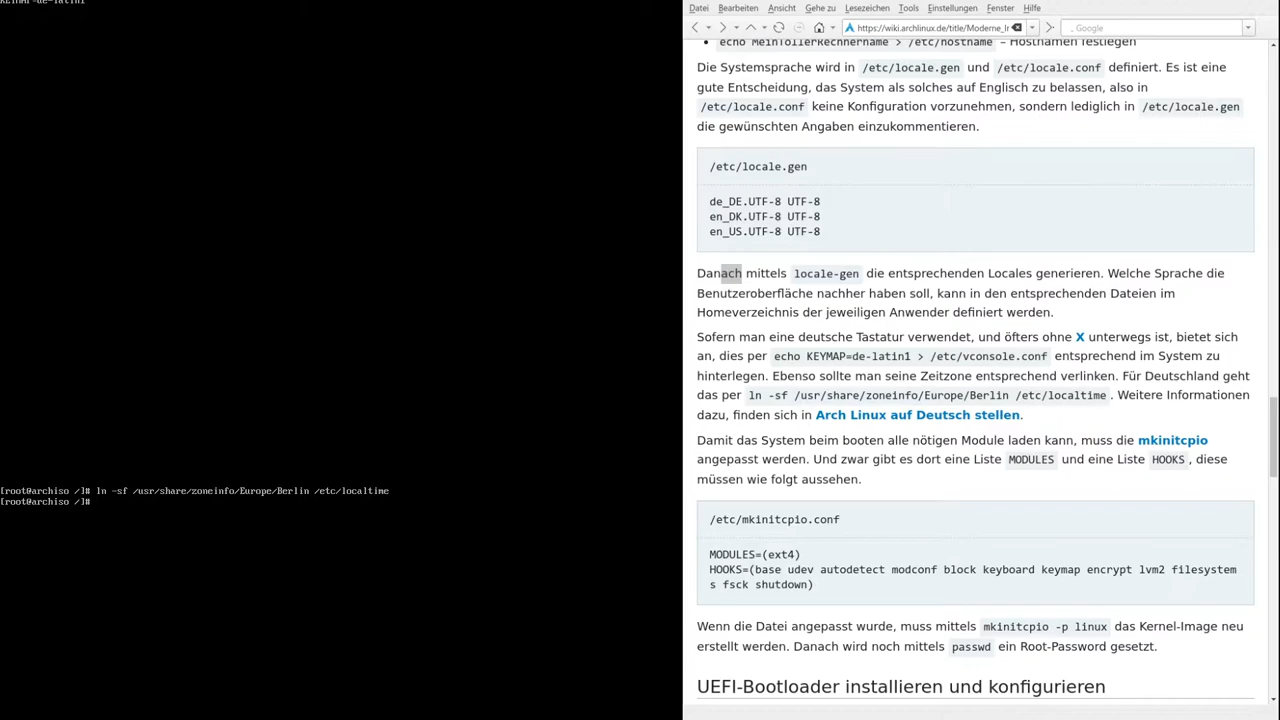 KEYMAP=de-latin1
[root@archiso /]# ln -sf /usr/share/zoneinfo/Europe/Berlin /etc/localtime
[root@archiso /]#
Datei Bearbeiten Ansicht Gehe zu Lesezeichen Tools Einstellungen Fenster Hilfe
https://wiki.archlinux.de/title/Moderne_Ir Google
• echo MeinTollerRechnername > /etc/hostname – Hostnamen festlegen
Die Systemsprache wird in /etc/locale.gen und /etc/locale.conf definiert. Es ist eine
gute Entscheidung, das System als solches auf Englisch zu belassen, also in
/etc/locale.conf keine Konfiguration vorzunehmen, sondern lediglich in /etc/locale.gen
die gewünschten Angaben einzukommentieren.
/etc/locale.gen
de_DE.UTF-8 UTF-8
en_DK.UTF-8 UTF-8
en_US.UTF-8 UTF-8
Danach mittels locale-gen die entsprechenden Locales generieren. Welche Sprache die
Benutzeroberfläche nachher haben soll, kann in den entsprechenden Dateien im
Homeverzeichnis der jeweiligen Anwender definiert werden.
Sofern man eine deutsche Tastatur verwendet, und öfters ohne X unterwegs ist, bietet sich
an, dies per echo KEYMAP=de-latin1 > /etc/vconsole.conf entsprechend im System zu
hinterlegen. Ebenso sollte man seine Zeitzone entsprechend verlinken. Für Deutschland geht
das per ln -sf /usr/share/zoneinfo/Europe/Berlin /etc/localtime. Weitere Informationen
dazu, finden sich in Arch Linux auf Deutsch stellen.
Damit das System beim booten alle nötigen Module laden kann, muss die mkinitcpio
angepasst werden. Und zwar gibt es dort eine Liste MODULES und eine Liste HOOKS, diese
müssen wie folgt aussehen.
/etc/mkinitcpio.conf
MODULES=(ext4)
HOOKS=(base udev autodetect modconf block keyboard keymap encrypt lvm2 filesystem
s fsck shutdown)
Wenn die Datei angepasst wurde, muss mittels mkinitcpio -p linux das Kernel-Image neu
erstellt werden. Danach wird noch mittels passwd ein Root-Password gesetzt.
UEFI-Bootloader installieren und konfigurieren